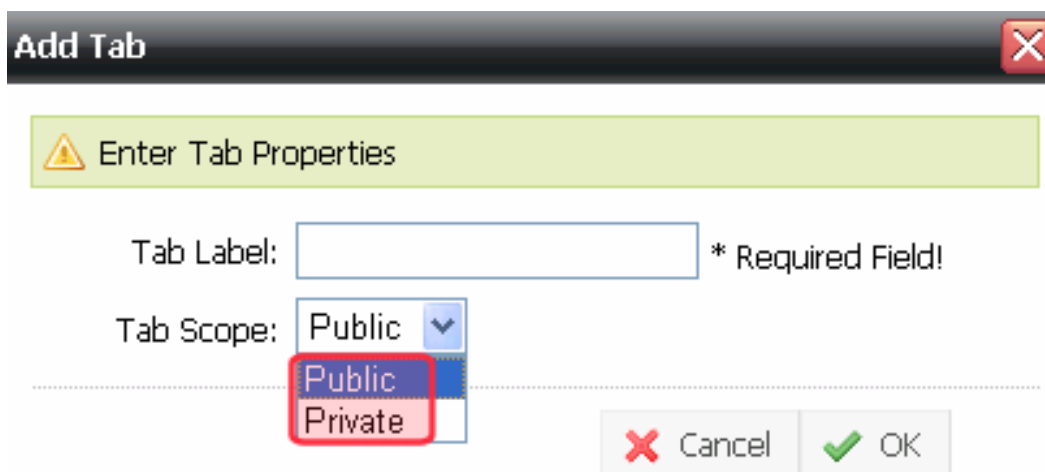 Add Tab
Enter Tab Properties
Tab Label: * Required Field!
Tab Scope: Public
Public
Private
Cancel OK